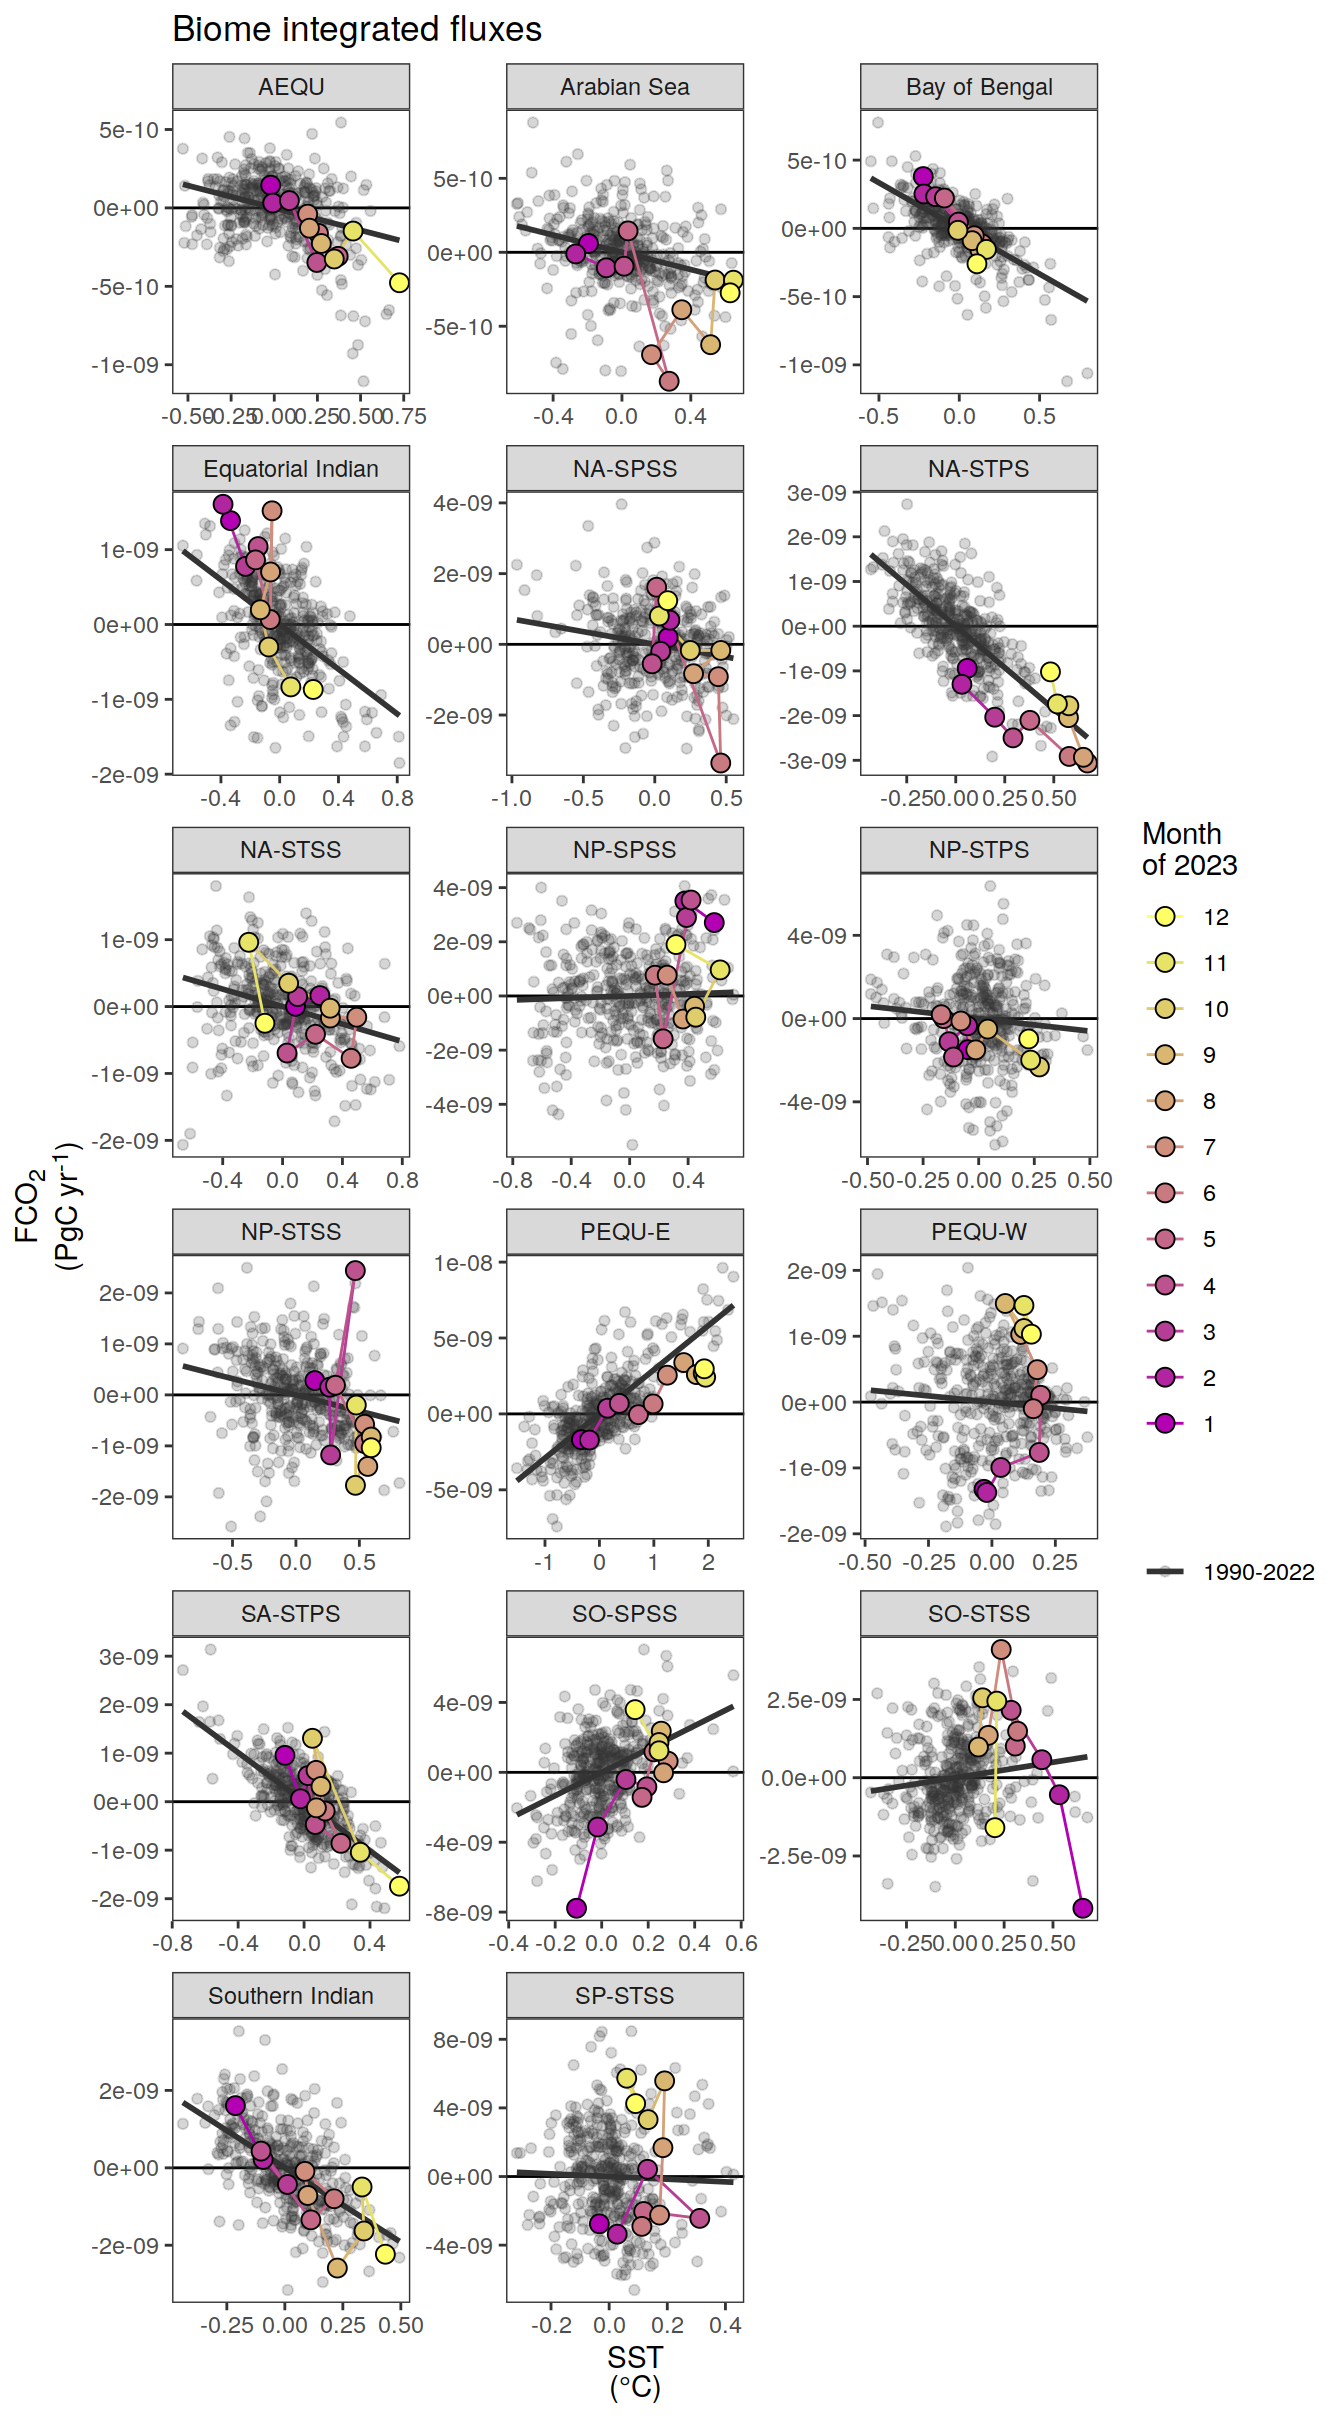 Biome integrated fluxes
AEQU
Arabian Sea
Bay of Bengal
5e-10
0e+00
-5e-10
-1e-09
5e-10
0e+00
-5e-10
5e-10
0e+00
-5e-10
-1e-09
-0.50 -0.25 0.00 0.25 0.50 0.75
-0.4 0.0 0.4
-0.5 0.0 0.5
Equatorial Indian
NA-SPSS
NA-STPS
1e-09
0e+00
-1e-09
-2e-09
4e-09
2e-09
0e+00
-2e-09
3e-09
2e-09
1e-09
0e+00
-1e-09
-2e-09
-3e-09
-0.4 0.0 0.4 0.8
-1.0 -0.5 0.0 0.5
-0.25 0.00 0.25 0.50
NA-STSS
NP-SPSS
NP-STPS
1e-09
0e+00
-1e-09
-2e-09
4e-09
2e-09
0e+00
-2e-09
-4e-09
4e-09
0e+00
-4e-09
-0.4 0.0 0.4 0.8
-0.8 -0.4 0.0 0.4
-0.50 -0.25 0.00 0.25 0.50
NP-STSS
PEQU-E
PEQU-W
2e-09
1e-09
0e+00
-1e-09
-2e-09
1e-08
5e-09
0e+00
-5e-09
2e-09
1e-09
0e+00
-1e-09
-2e-09
-0.5 0.0 0.5
-1 0 1 2
-0.50 -0.25 0.00 0.25
SA-STPS
SO-SPSS
SO-STSS
3e-09
2e-09
1e-09
0e+00
-1e-09
-2e-09
4e-09
0e+00
-4e-09
-8e-09
2.5e-09
0.0e+00
-2.5e-09
-0.8 -0.4 0.0 0.4
-0.4 -0.2 0.0 0.2 0.4 0.6
-0.25 0.00 0.25 0.50
Southern Indian
SP-STSS
2e-09
0e+00
-2e-09
8e-09
4e-09
0e+00
-4e-09
-0.25 0.00 0.25 0.50
-0.2 0.0 0.2 0.4
SST
(°C)
FCO₂
(PgC yr⁻¹)
Month
of 2023
12
11
10
9
8
7
6
5
4
3
2
1
1990-2022